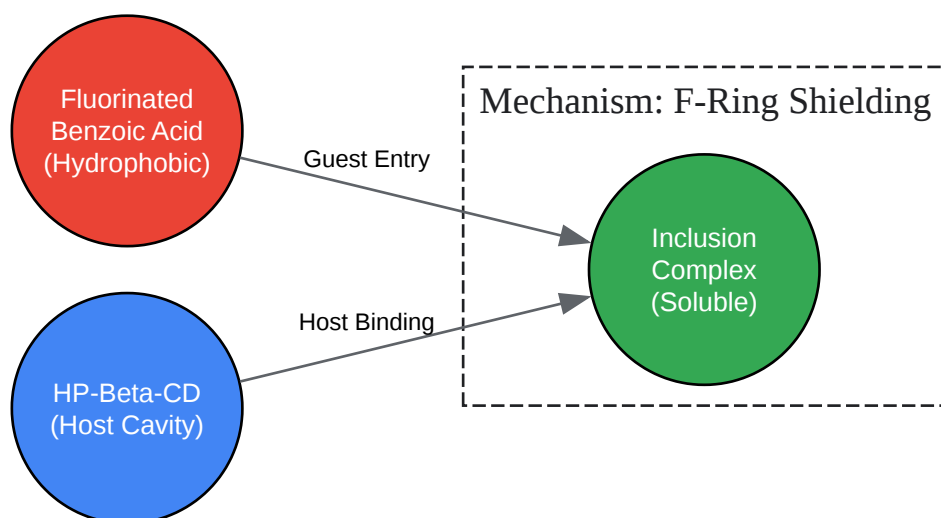 Fluorinated
Benzoic Acid
(Hydrophobic)
Guest Entry
Mechanism: F-Ring Shielding
Inclusion
Complex
(Soluble)
Host Binding
HP-Beta-CD
(Host Cavity)